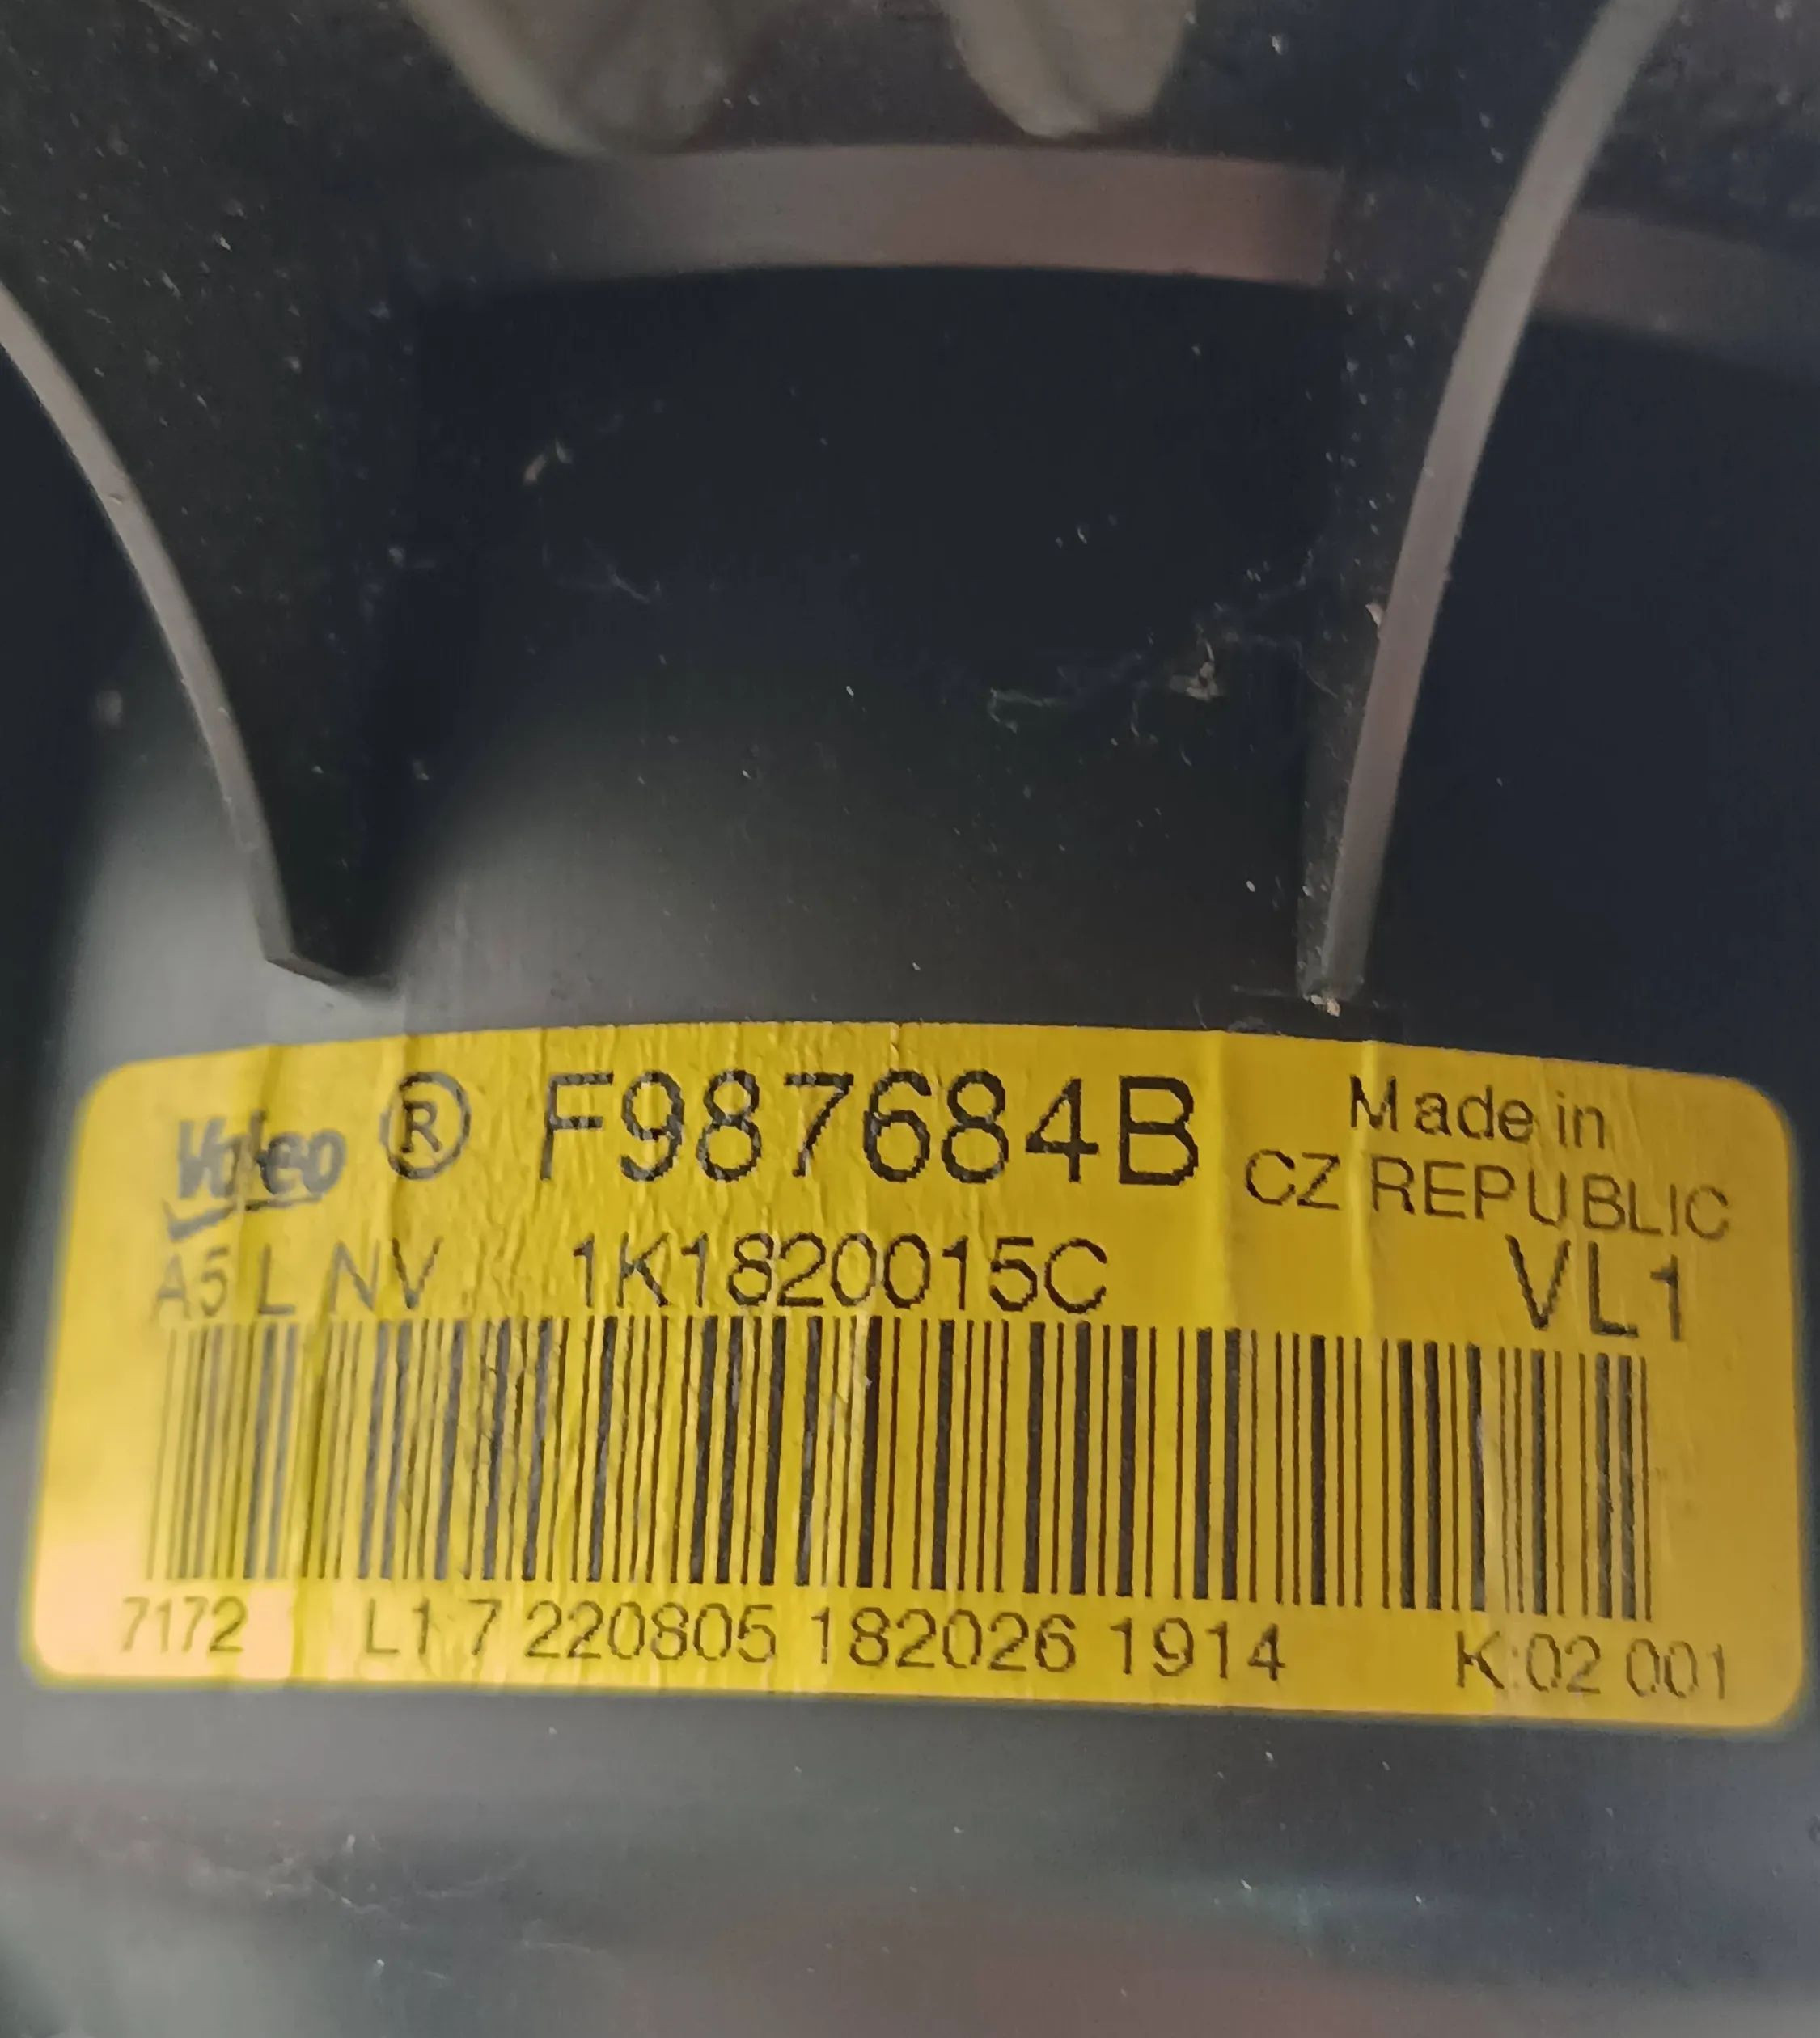 Valeo ® F987684B Made in
CZ REPUBLIC
A5 L NV 1K1820015C VL1
7172 L1 7 220805 182026 1914 K:02 001